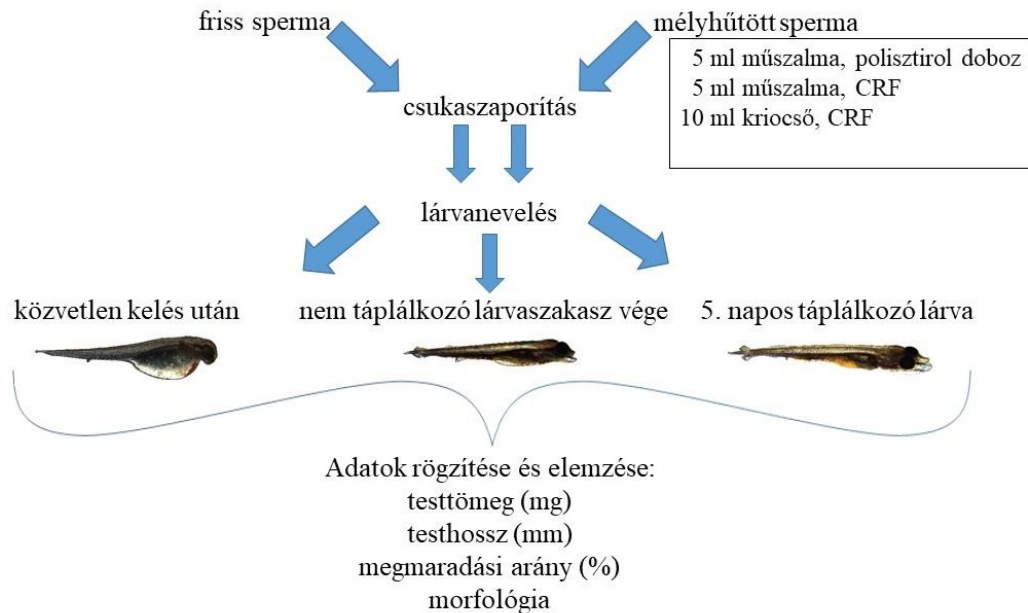 friss sperma
mélyhűtött sperma
5 ml műszalma, polisztirol doboz
5 ml műszalma, CRF
10 ml kriocső, CRF
csukaszaporítás
lárvanevelés
közvetlen kelés után
nem táplálkozó lárvaszakasz vége
5. napos táplálkozó lárva
Adatok rögzítése és elemzése:
testtömeg (mg)
testhossz (mm)
megmaradási arány (%)
morfológia